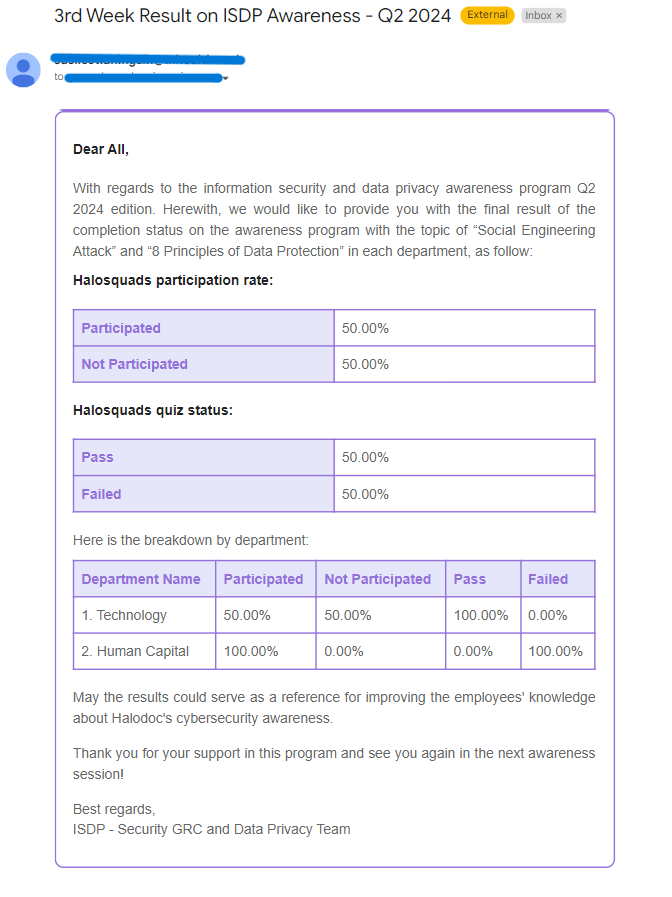 3rd Week Result on ISDP Awareness - Q2 2024 External Inbox ×
to
Dear All,
With regards to the information security and data privacy awareness program Q2
2024 edition. Herewith, we would like to provide you with the final result of the
completion status on the awareness program with the topic of “Social Engineering
Attack” and “8 Principles of Data Protection” in each department, as follow:
Halosquads participation rate:
Participated 50.00%
Not Participated 50.00%
Halosquads quiz status:
Pass 50.00%
Failed 50.00%
Here is the breakdown by department:
Department Name Participated Not Participated Pass Failed
1. Technology 50.00% 50.00% 100.00% 0.00%
2. Human Capital 100.00% 0.00% 0.00% 100.00%
May the results could serve as a reference for improving the employees' knowledge
about Halodoc's cybersecurity awareness.
Thank you for your support in this program and see you again in the next awareness
session!
Best regards,
ISDP - Security GRC and Data Privacy Team